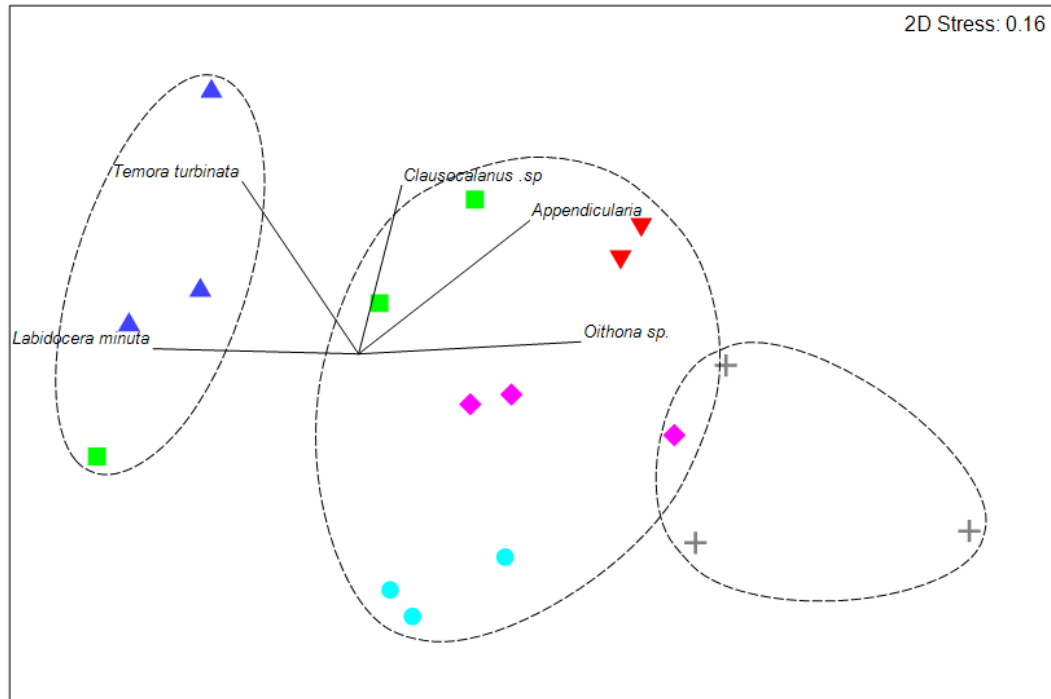 2D Stress: 0.16
Temora turbinata
Clausocalanus .sp
Appendicularia
Labidocera minuta
Oithona sp.